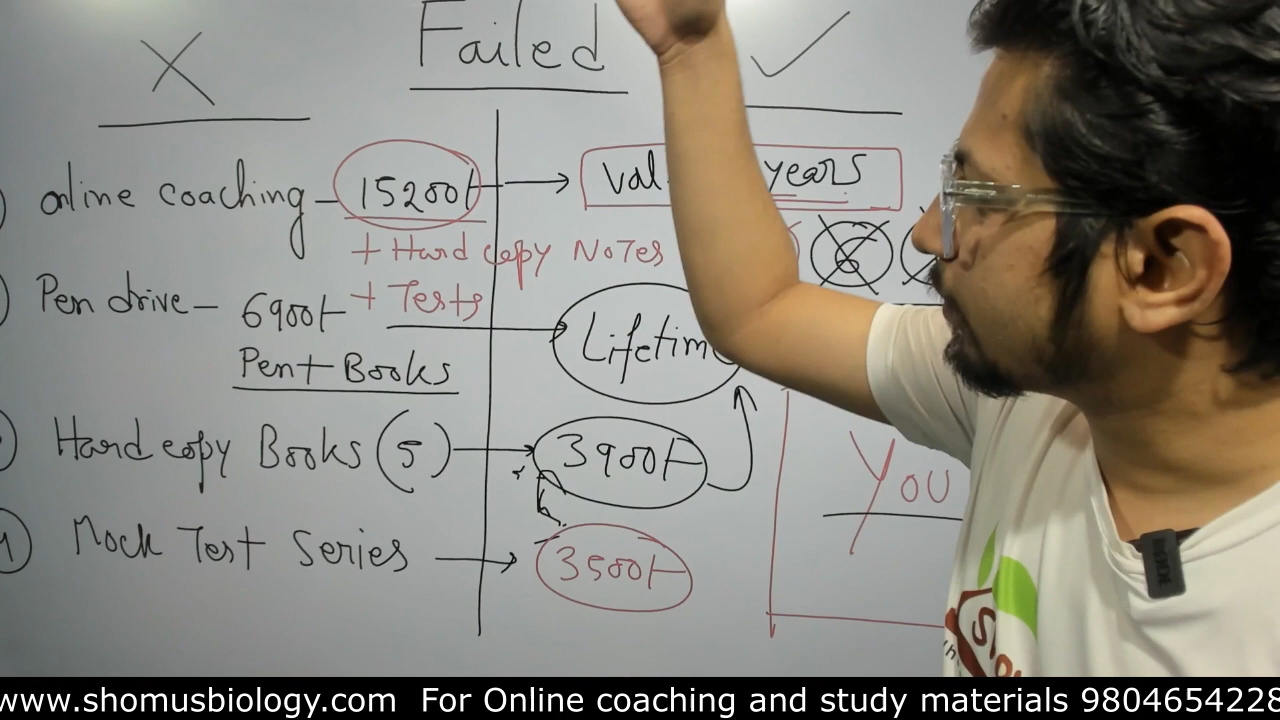 Failed
online coaching - 15200/- → Val years
+ Hard copy Notes
Pen drive - 6900/- + Tests Lifetime
Pen + Books
Hard copy Books (5) → 3900/-
You
4) Mock Test Series → 3500/-
www.shomusbiology.com For Online coaching and study materials 9804654228